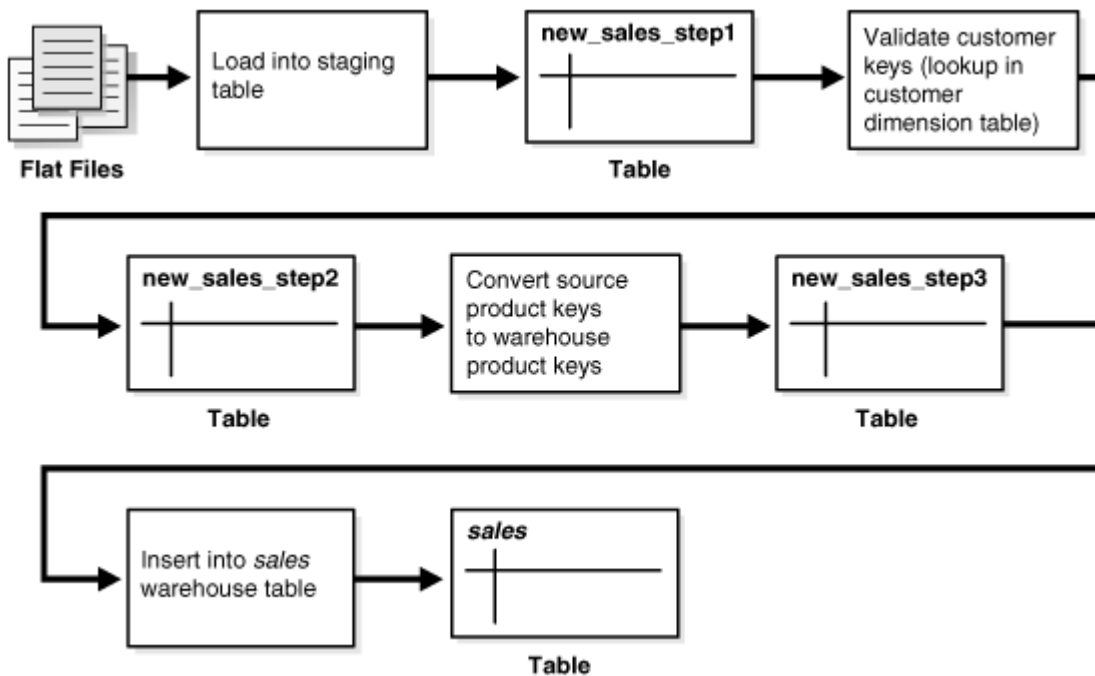 Load into staging
table
new_sales_step1
Validate customer
keys (lookup in
customer
dimension table)
Flat Files
Table
new_sales_step2
Convert source
product keys
to warehouse
product keys
new_sales_step3
Table
Table
Insert into sales
warehouse table
sales
Table